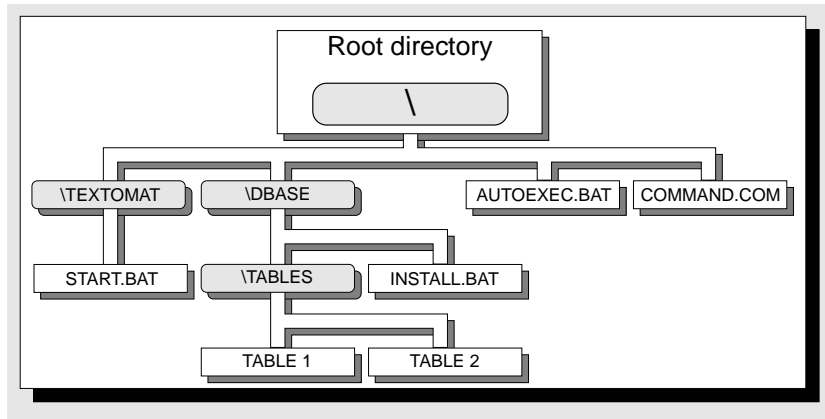 Root directory
\
\TEXTOMAT
\DBASE
AUTOEXEC.BAT
COMMAND.COM
START.BAT
\TABLES
INSTALL.BAT
TABLE 1
TABLE 2